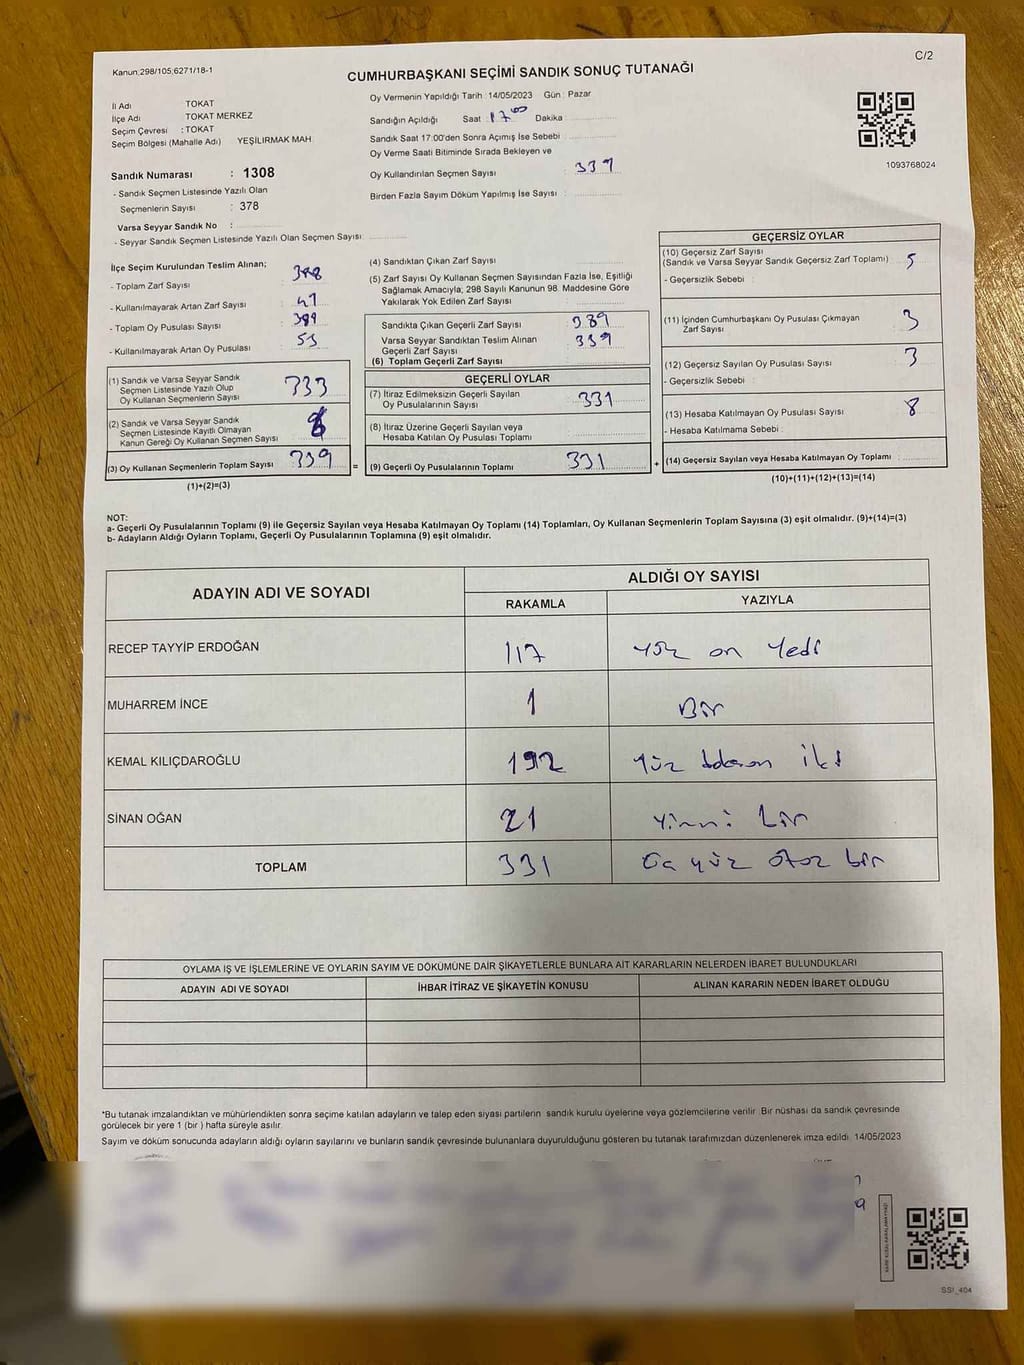 Kanun:298/105;6271/18-1
C/2
CUMHURBAŞKANI SEÇİMİ SANDIK SONUÇ TUTANAĞI
İl Adı TOKAT
İlçe Adı TOKAT MERKEZ
Seçim Çevresi : TOKAT
Seçim Bölgesi (Mahalle Adı) YEŞİLIRMAK MAH
Sandık Numarası : 1308
- Sandık Seçmen Listesinde Yazılı Olan
Seçmenlerin Sayısı : 378
Varsa Seyyar Sandık No :
- Seyyar Sandık Seçmen Listesinde Yazılı Olan Seçmen Sayısı:
Oy Vermenin Yapıldığı Tarih :14/05/2023 Gün : Pazar
Sandığın Açıldığı Saat : 17 00 Dakika
Sandık Saat 17:00'den Sonra Açımış İse Sebebi :
Oy Verme Saati Bitiminde Sırada Bekleyen ve
Oy Kullandırılan Seçmen Sayısı : 339
Birden Fazla Sayım Döküm Yapılmış İse Sayısı :
1093768024
İlçe Seçim Kurulundan Teslim Alınan;
- Toplam Zarf Sayısı : 388
- Kullanılmayarak Artan Zarf Sayısı :
- Toplam Oy Pusulası Sayısı : 389
- Kullanılmayarak Artan Oy Pusulası :
(1) Sandık ve Varsa Seyyar Sandık
Seçmen Listesinde Yazılı Olup
Oy Kullanan Seçmenlerin Sayısı 333
(2) Sandık ve Varsa Seyyar Sandık
Seçmen Listesinde Kayıtlı Olmayan
Kanun Gereği Oy Kullanan Seçmen Sayısı
(3) Oy Kullanan Seçmenlerin Toplam Sayısı 339
(1)+(2)=(3)
(4) Sandıktan Çıkan Zarf Sayısı
(5) Zarf Sayısı Oy Kullanan Seçmen Sayısından Fazla İse, Eşitliği
Sağlamak Amacıyla; 298 Sayılı Kanunun 98. Maddesine Göre
Yakılarak Yok Edilen Zarf Sayısı :
Sandıkta Çıkan Geçerli Zarf Sayısı : 339
Varsa Seyyar Sandıktan Teslim Alınan
Geçerli Zarf Sayısı : 339
(6) Toplam Geçerli Zarf Sayısı
GEÇERLİ OYLAR
(7) İtiraz Edilmeksizin Geçerli Sayılan
Oy Pusulalarının Sayısı : 331
(8) İtiraz Üzerine Geçerli Sayılan veya
Hesaba Katılan Oy Pusulası Toplamı
= (9) Geçerli Oy Pusulalarının Toplamı 331
GEÇERSİZ OYLAR
(10) Geçersiz Zarf Sayısı
(Sandık ve Varsa Seyyar Sandık Geçersiz Zarf Toplamı) : 5
- Geçersizlik Sebebi :
(11) İçinden Cumhurbaşkanı Oy Pusulası Çıkmayan
Zarf Sayısı 3
(12) Geçersiz Sayılan Oy Pusulası Sayısı : 3
- Geçersizlik Sebebi :
(13) Hesaba Katılmayan Oy Pusulası Sayısı : 8
- Hesaba Katılmama Sebebi :
+ (14) Geçersiz Sayılan veya Hesaba Katılmayan Oy Toplamı :
(10)+(11)+(12)+(13)=(14)
NOT:
a- Geçerli Oy Pusulalarının Toplamı (9) ile Geçersiz Sayılan veya Hesaba Katılmayan Oy Toplamı (14) Toplamları, Oy Kullanan Seçmenlerin Toplam Sayısına (3) eşit olmalıdır. (9)+(14)=(3)
b- Adayların Aldığı Oyların Toplamı, Geçerli Oy Pusulalarının Toplamına (9) eşit olmalıdır.
ADAYIN ADI VE SOYADI ALDIĞI OY SAYISI
RAKAMLA YAZIYLA
RECEP TAYYİP ERDOĞAN 117 Yüz on Yedi
MUHARREM İNCE 1 Bir
KEMAL KILIÇDAROĞLU 192 Yüz doksan iki
SİNAN OĞAN 21 Yirmi bir
TOPLAM 331 Üç yüz otuz bir
OYLAMA İŞ VE İŞLEMLERİNE VE OYLARIN SAYIM VE DÖKÜMÜNE DAİR ŞİKAYETLERLE BUNLARA AİT KARARLARIN NELERDEN İBARET BULUNDUKLARI
ADAYIN ADI VE SOYADI İHBAR İTİRAZ VE ŞİKAYETİN KONUSU ALINAN KARARIN NEDEN İBARET OLDUĞU
*Bu tutanak imzalandıktan ve mühürlendikten sonra seçime katılan adayların ve talep eden siyasi partilerin sandık kurulu üyelerine veya gözlemcilerine verilir. Bir nüshası da sandık çevresinde
görülecek bir yere 1 (bir ) hafta süreyle asılır.
Sayım ve döküm sonucunda adayların aldığı oyların sayılarını ve bunların sandık çevresinde bulunanlara duyurulduğunu gösteren bu tutanak tarafımızdan düzenlenerek imza edildi. 14/05/2023
SSI_404